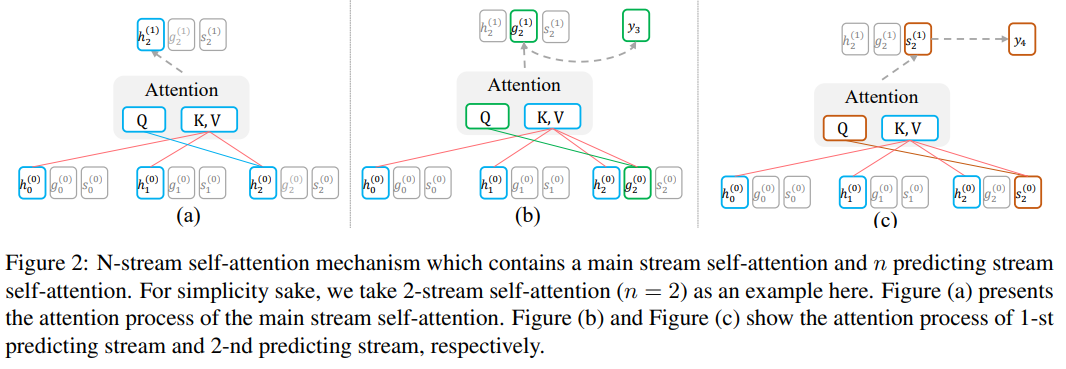 h_2^(1) g_2^(1) s_2^(1)
Attention
Q K, V
h_0^(0) g_0^(0) s_0^(0) h_1^(0) g_1^(0) s_1^(0) h_2^(0) g_2^(0) s_2^(0)
(a)
h_2^(1) g_2^(1) s_2^(1) y_3
Attention
Q K, V
h_0^(0) g_0^(0) s_0^(0) h_1^(0) g_1^(0) s_1^(0) h_2^(0) g_2^(0) s_2^(0)
(b)
h_2^(1) g_2^(1) s_2^(1) y_4
Attention
Q K, V
h_0^(0) g_0^(0) s_0^(0) h_1^(0) g_1^(0) s_1^(0) h_2^(0) g_2^(0) s_2^(0)
(c)
Figure 2: N-stream self-attention mechanism which contains a main stream self-attention and n predicting stream
self-attention. For simplicity sake, we take 2-stream self-attention (n = 2) as an example here. Figure (a) presents
the attention process of the main stream self-attention. Figure (b) and Figure (c) show the attention process of 1-st
predicting stream and 2-nd predicting stream, respectively.